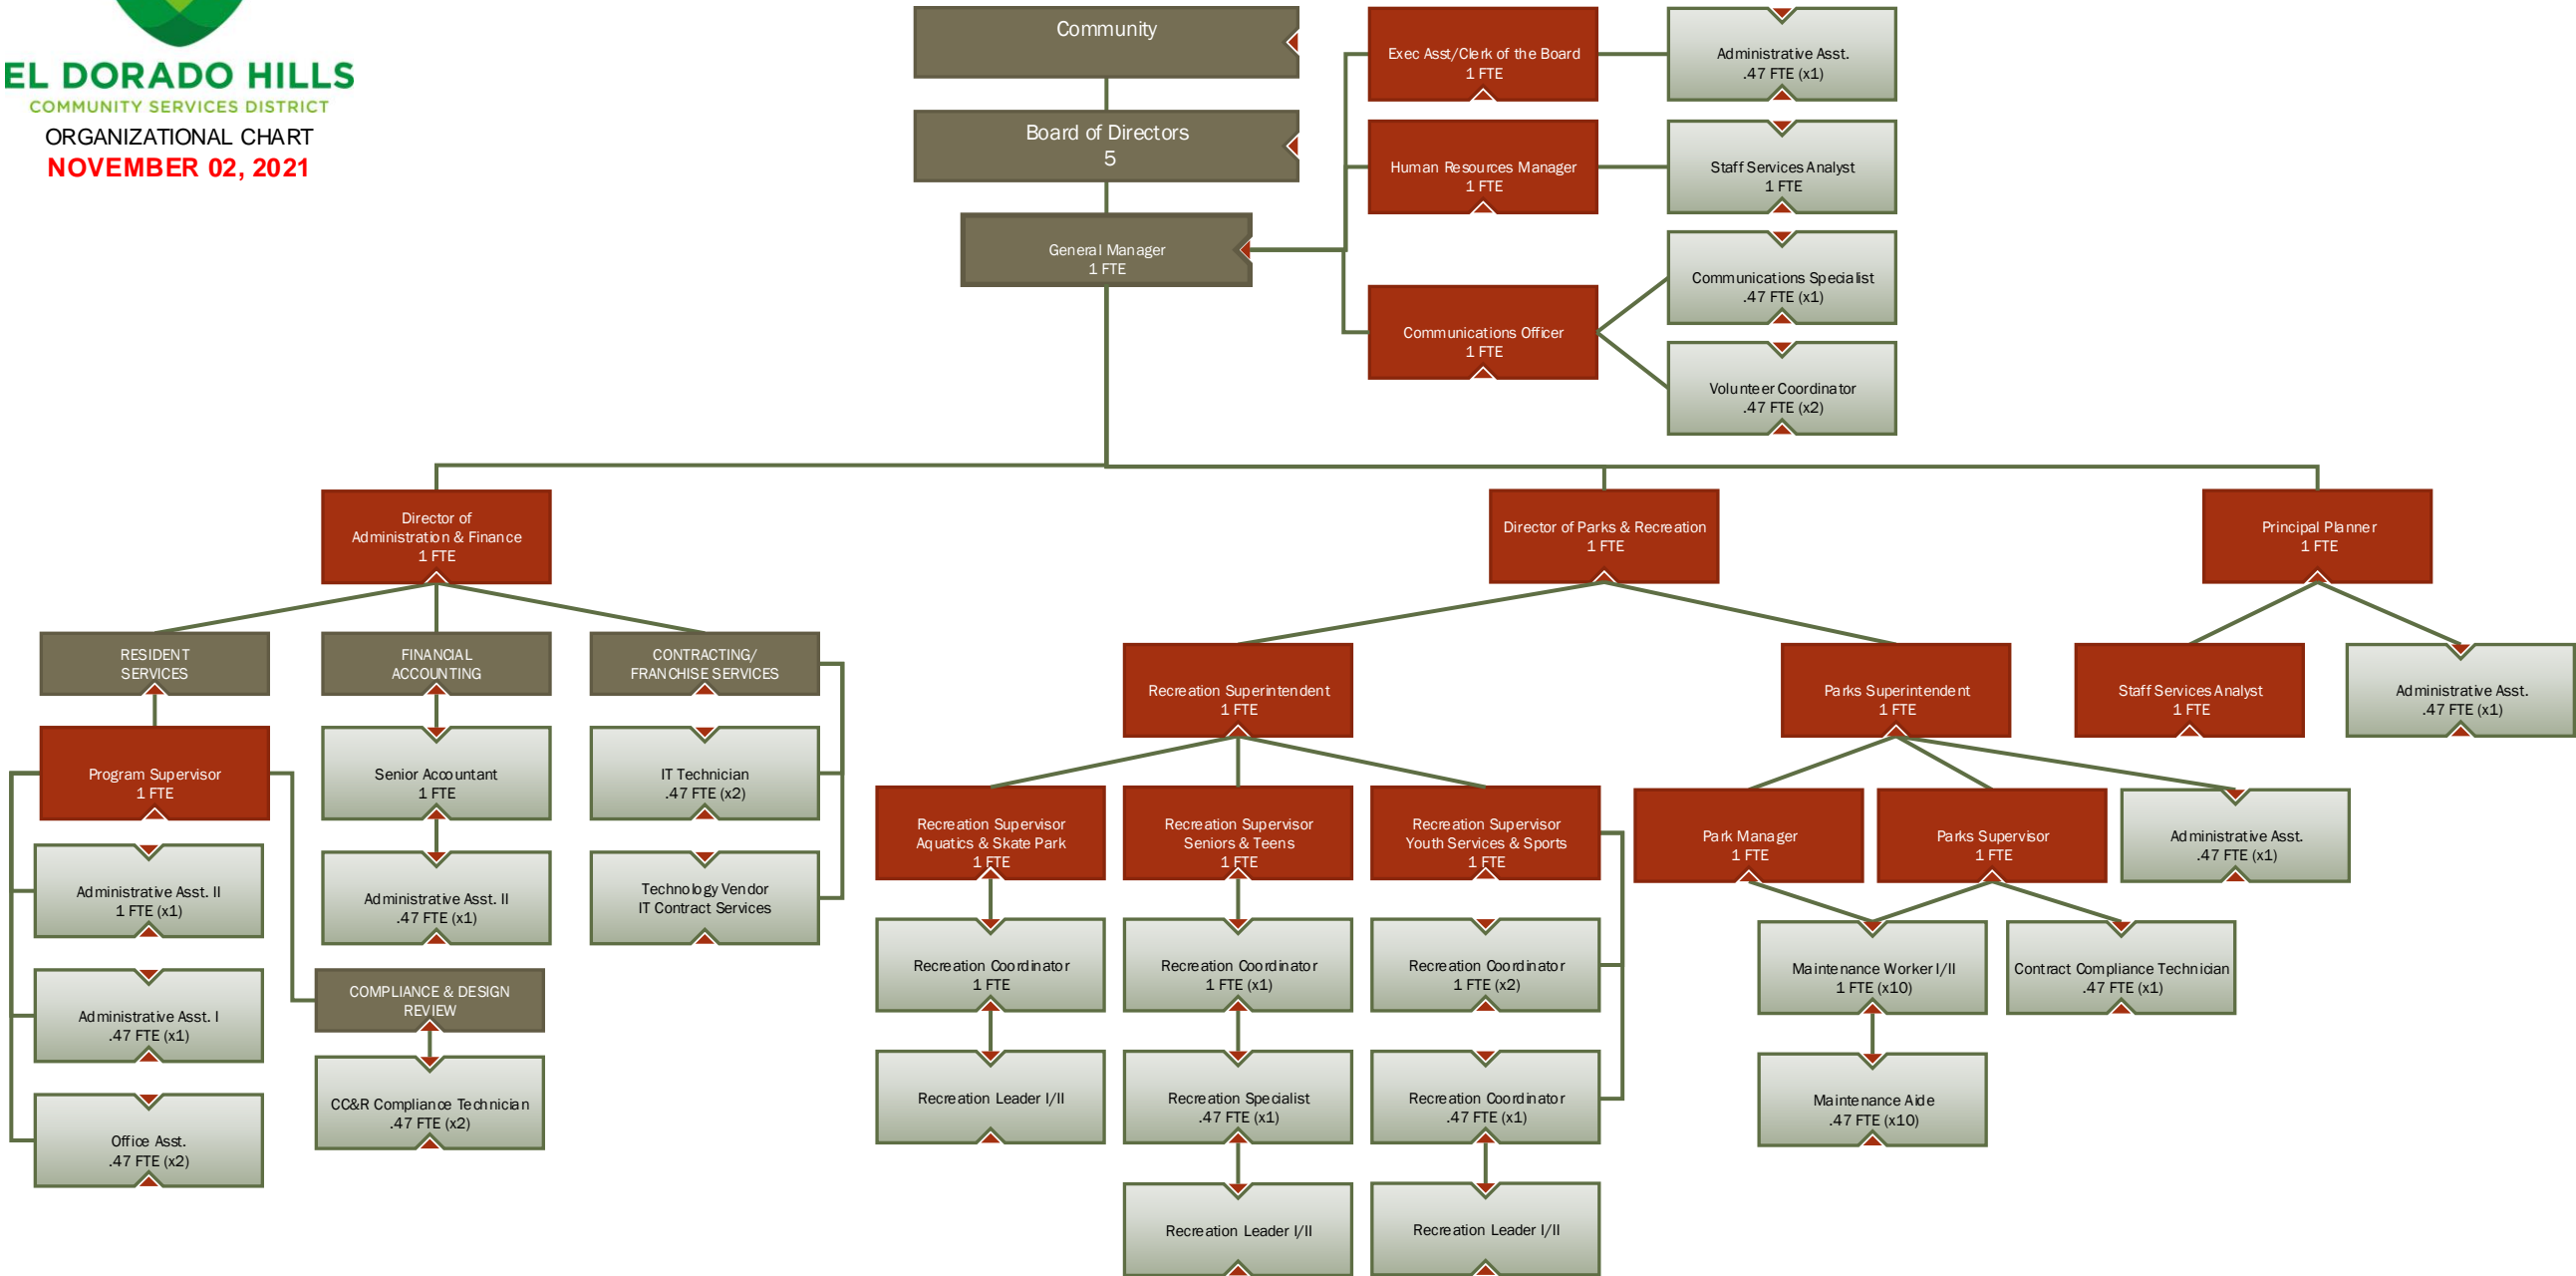 EL DORADO HILLS
COMMUNITY SERVICES DISTRICT
ORGANIZATIONAL CHART
NOVEMBER 02, 2021
Community
Board of Directors
5
General Manager
1 FTE
Exec Asst/Clerk of the Board
1 FTE
Administrative Asst.
.47 FTE (x1)
Human Resources Manager
1 FTE
Staff Services Analyst
1 FTE
Communications Officer
1 FTE
Communications Specialist
.47 FTE (x1)
Volunteer Coordinator
.47 FTE (x2)
Director of
Administration & Finance
1 FTE
Director of Parks & Recreation
1 FTE
Principal Planner
1 FTE
RESIDENT
SERVICES
FINANCIAL
ACCOUNTING
CONTRACTING/
FRANCHISE SERVICES
Program Supervisor
1 FTE
Administrative Asst. II
1 FTE (x1)
Administrative Asst. I
.47 FTE (x1)
Office Asst.
.47 FTE (x2)
Senior Accountant
1 FTE
Administrative Asst. II
.47 FTE (x1)
COMPLIANCE & DESIGN
REVIEW
CC&R Compliance Technician
.47 FTE (x2)
IT Technician
.47 FTE (x2)
Technology Vendor
IT Contract Services
Recreation Superintendent
1 FTE
Parks Superintendent
1 FTE
Staff Services Analyst
1 FTE
Administrative Asst.
.47 FTE (x1)
Recreation Supervisor
Aquatics & Skate Park
1 FTE
Recreation Coordinator
1 FTE
Recreation Leader I/II
Recreation Supervisor
Seniors & Teens
1 FTE
Recreation Coordinator
1 FTE (x1)
Recreation Specialist
.47 FTE (x1)
Recreation Leader I/II
Recreation Supervisor
Youth Services & Sports
1 FTE
Recreation Coordinator
1 FTE (x2)
Recreation Coordinator
.47 FTE (x1)
Recreation Leader I/II
Park Manager
1 FTE
Parks Supervisor
1 FTE
Administrative Asst.
.47 FTE (x1)
Maintenance Worker I/II
1 FTE (x10)
Contract Compliance Technician
.47 FTE (x1)
Maintenance Aide
.47 FTE (x10)